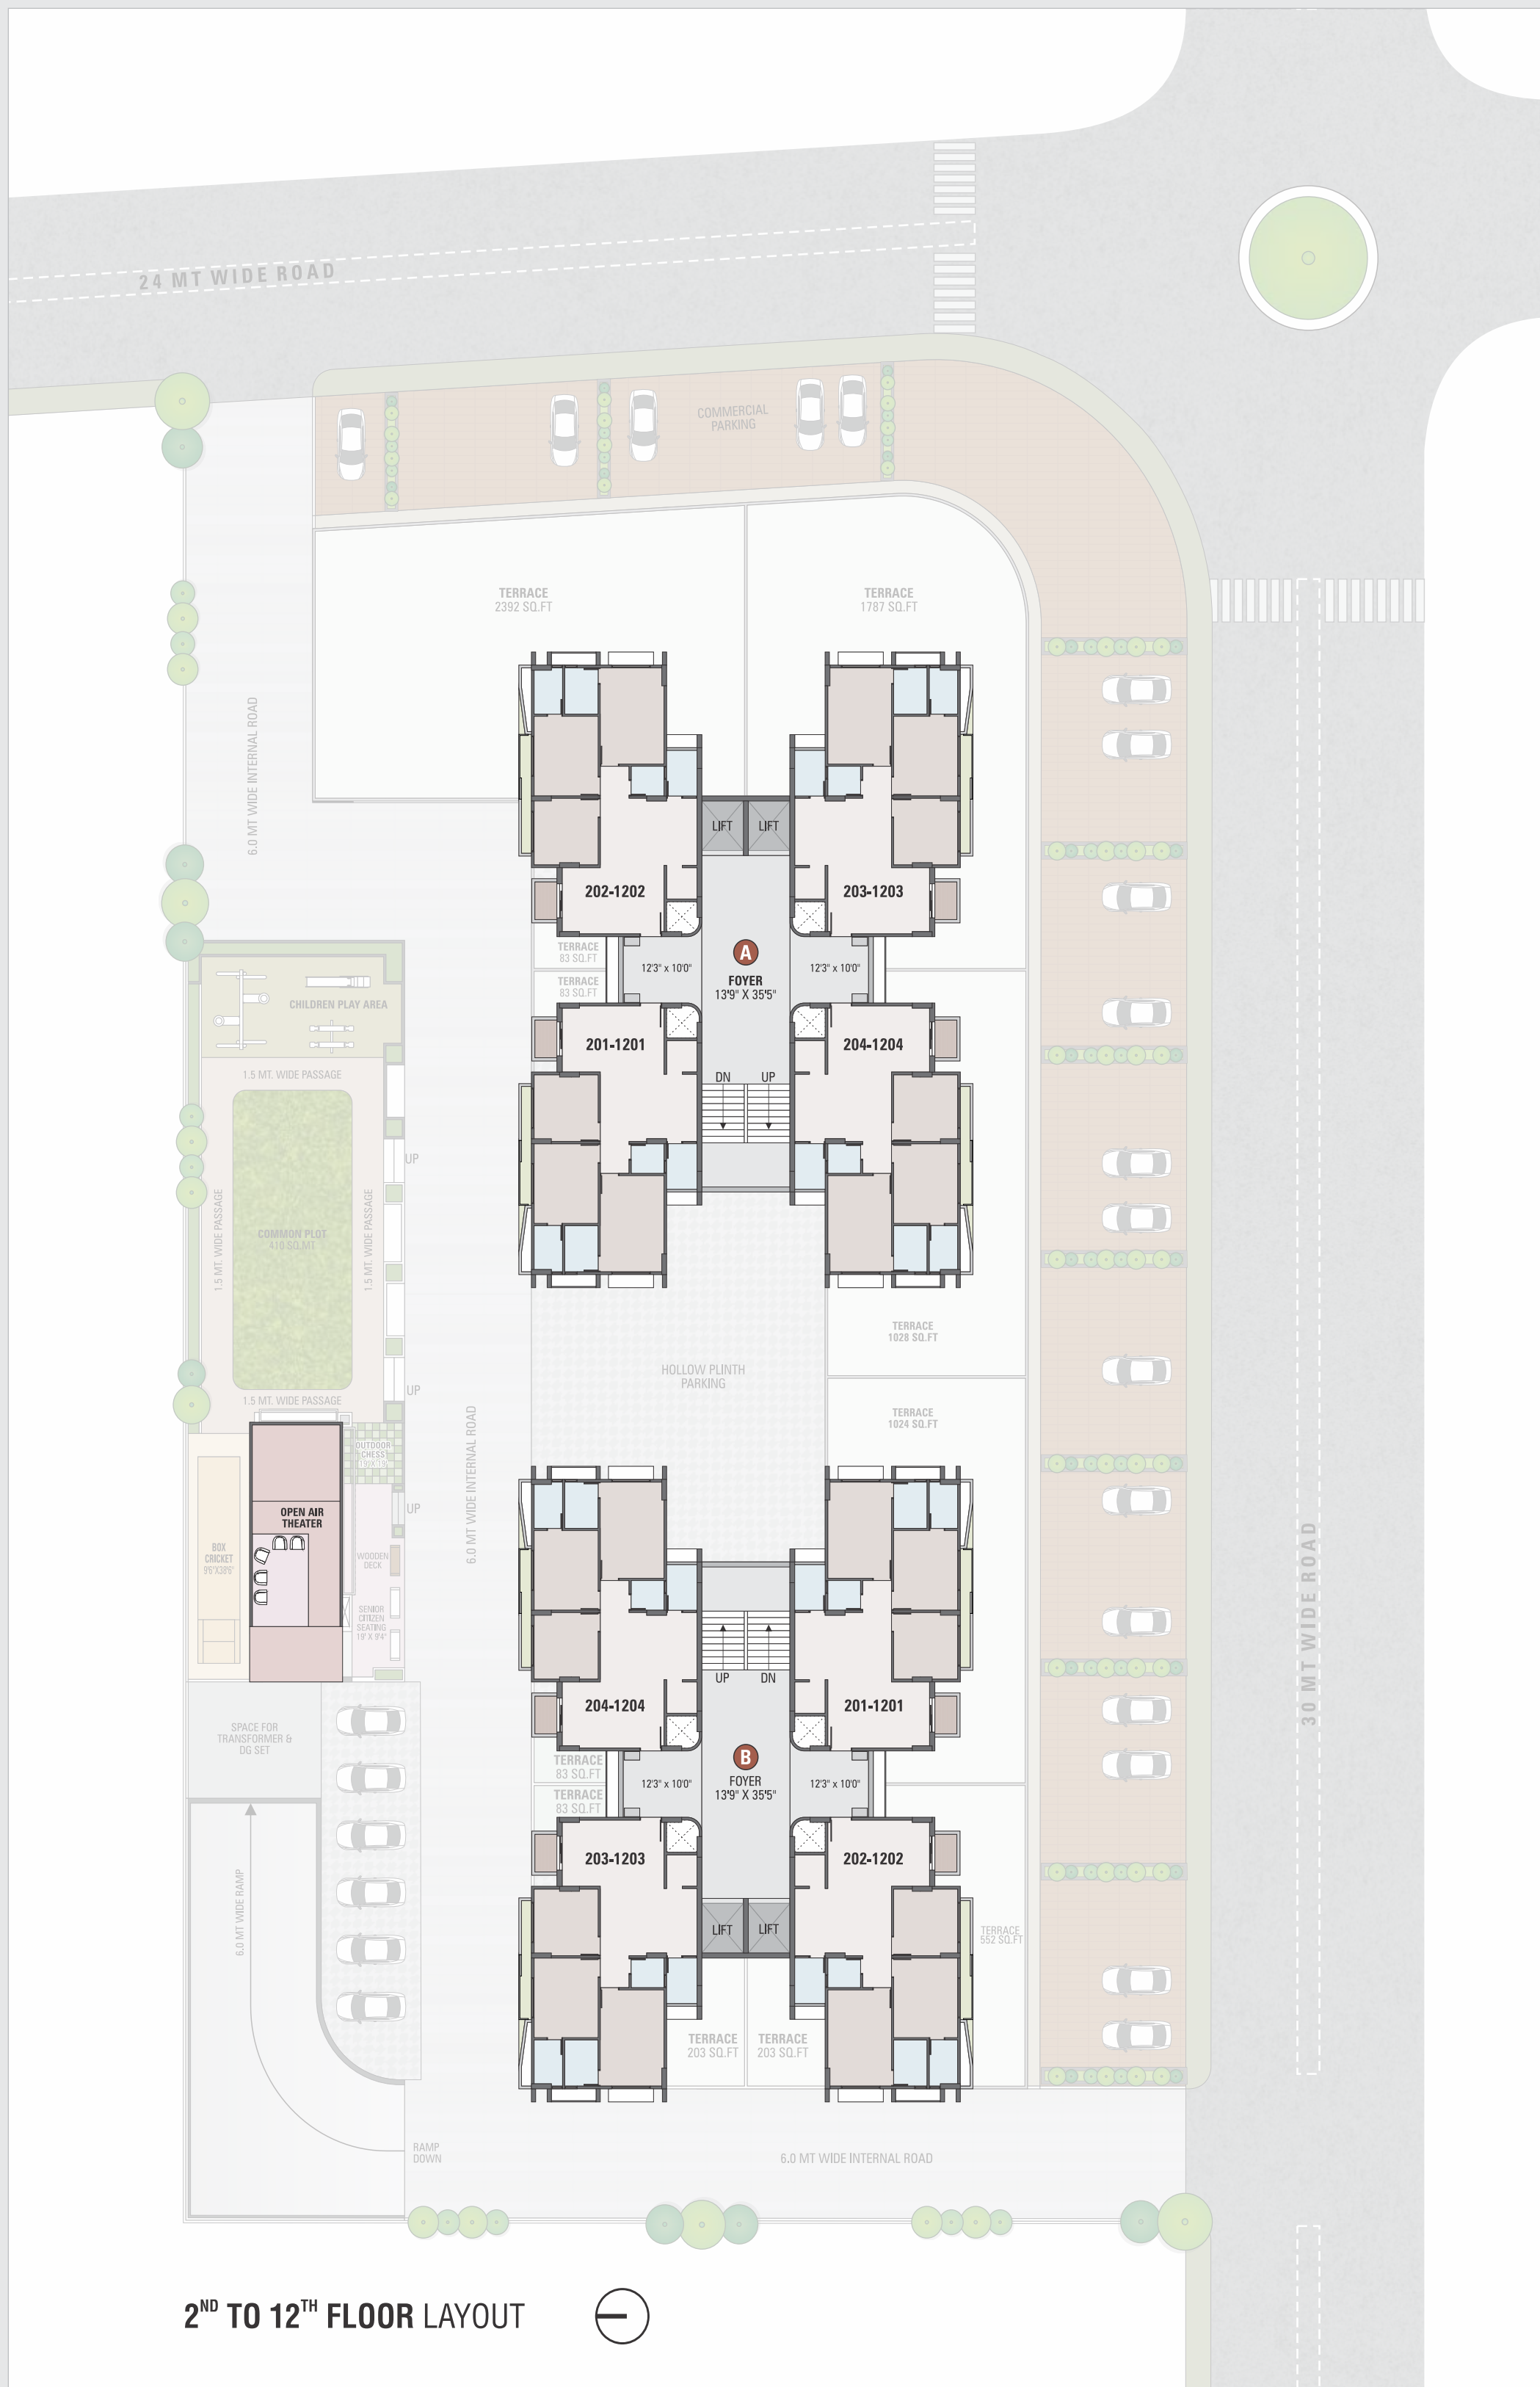 24 MT WIDE ROAD
COMMERCIAL
PARKING
TERRACE
2392 SQ.FT
TERRACE
1787 SQ.FT
6.0 MT WIDE INTERNAL ROAD
LIFT
LIFT
202-1202
203-1203
TERRACE
83 SQ.FT
TERRACE
83 SQ.FT
12'3" x 10'0"
A
FOYER
13'9" X 35'5"
12'3" x 10'0"
CHILDREN PLAY AREA
201-1201
204-1204
DN
UP
1.5 MT. WIDE PASSAGE
UP
1.5 MT. WIDE PASSAGE
COMMON PLOT
410 SQ.MT
1.5 MT. WIDE PASSAGE
TERRACE
1028 SQ.FT
HOLLOW PLINTH
PARKING
UP
1.5 MT. WIDE PASSAGE
TERRACE
1024 SQ.FT
6.0 MT WIDE INTERNAL ROAD
OUTDOOR
CHESS
OPEN AIR
THEATER
UP
BOX
CRICKET
9'6"X38'6"
WOODEN
DECK
SENIOR
CITIZEN
SEATING
19' X 9'4"
30 MT WIDE ROAD
UP
DN
204-1204
201-1201
SPACE FOR
TRANSFORMER &
DG SET
TERRACE
83 SQ.FT
TERRACE
83 SQ.FT
12'3" x 10'0"
B
FOYER
13'9" X 35'5"
12'3" x 10'0"
203-1203
202-1202
6.0 MT WIDE RAMP
LIFT
LIFT
TERRACE
552 SQ.FT
TERRACE
203 SQ.FT
TERRACE
203 SQ.FT
RAMP
DOWN
6.0 MT WIDE INTERNAL ROAD
2ND TO 12TH FLOOR LAYOUT